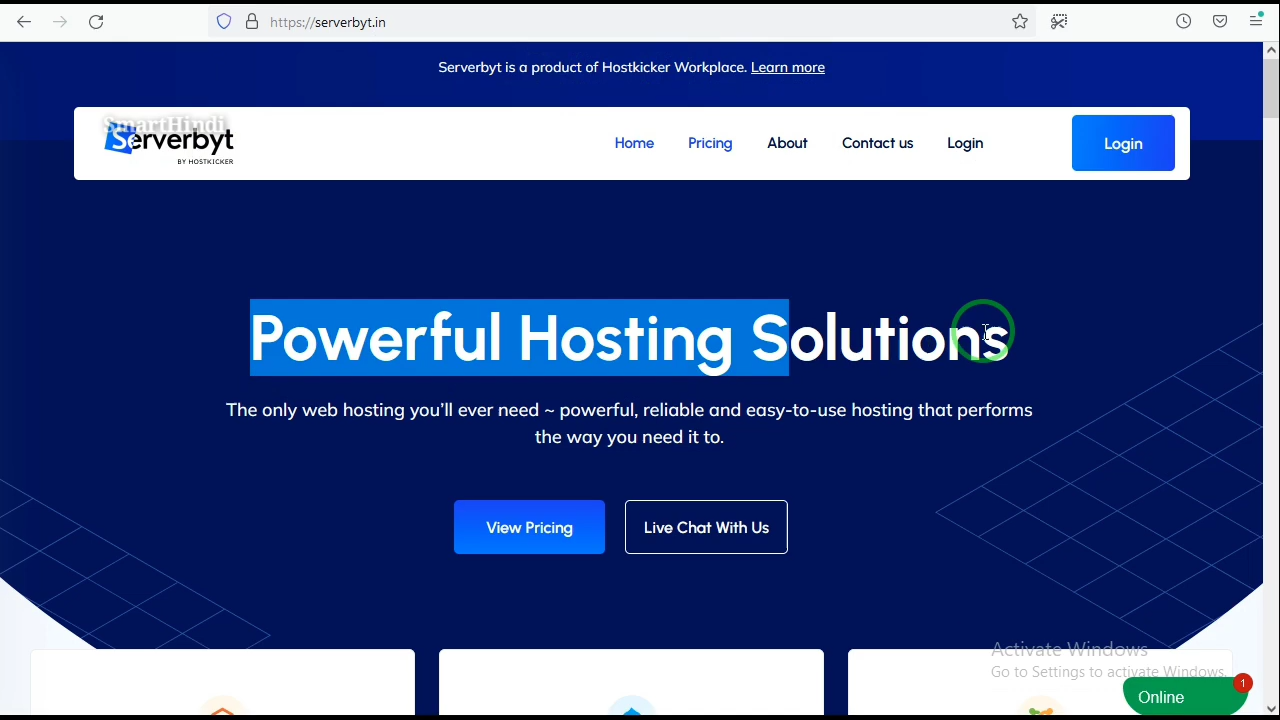 https://serverbyt.in
Serverbyt is a product of Hostkicker Workplace. Learn more
SmartHindi
Serverbyt
BY HOSTKICKER
Home Pricing About Contact us Login
Login
Powerful Hosting Solutions
The only web hosting you'll ever need ~ powerful, reliable and easy-to-use hosting that performs
the way you need it to.
View Pricing
Live Chat With Us
Activate Windows
Go to Settings to activate Windows.
1
Online